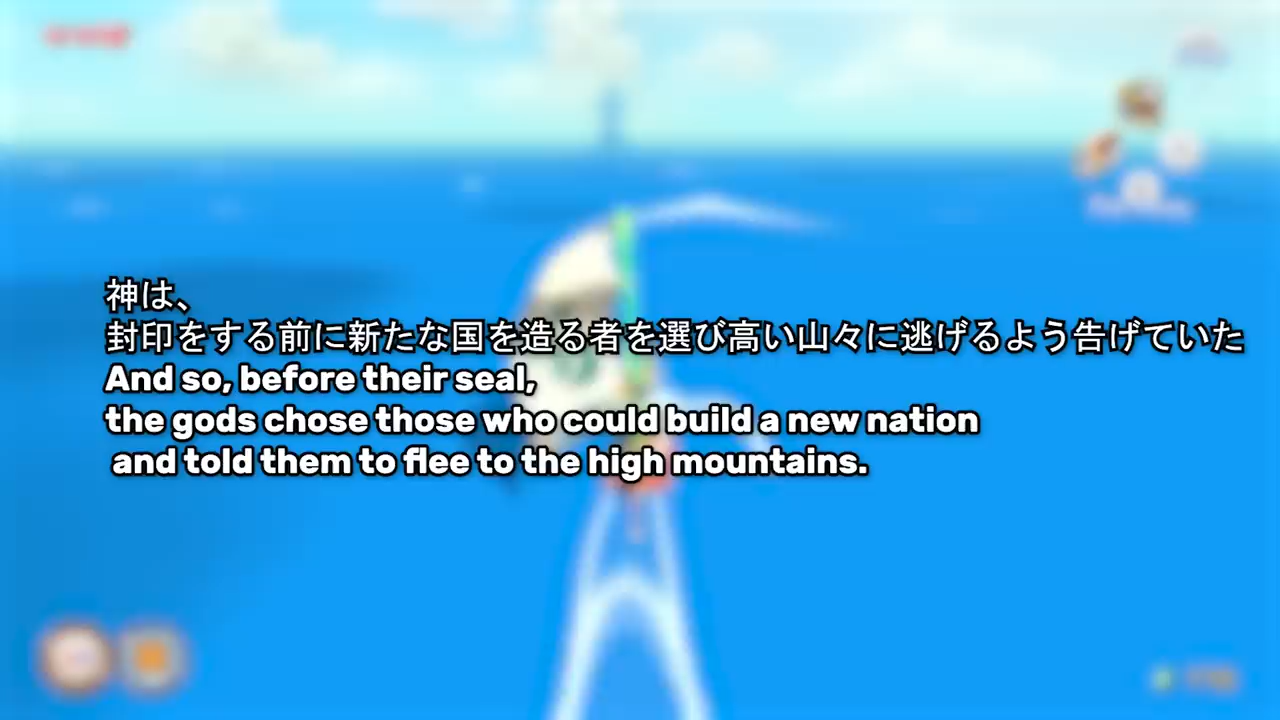 神は、
封印をする前に新たな国を造る者を選び高い山々に逃げるよう告げていた
And so, before their seal,
the gods chose those who could build a new nation
and told them to flee to the high mountains.